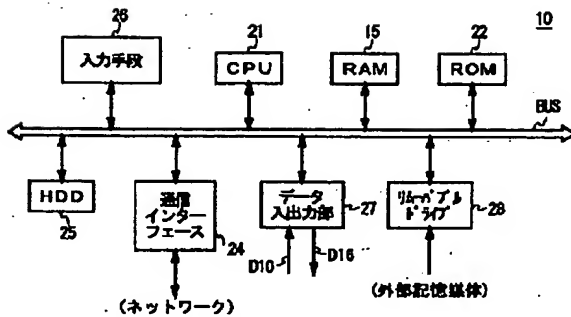 10
26
入力手段
21
CPU
15
RAM
22
ROM
BUS
HDD
25
通信
インター
フェース
24
データ
入出力部
27
リムーバブル
ドライブ
28
D10
D16
(ネットワーク)
(外部記憶媒体)